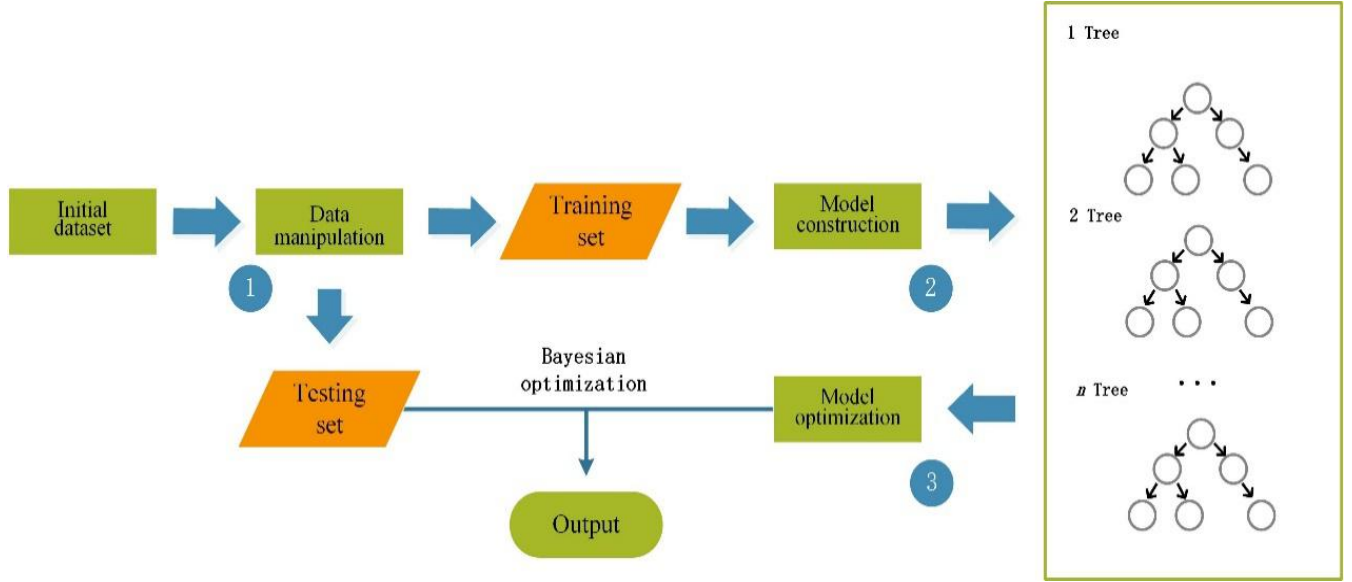 1 Tree
Initial
dataset
Data
manipulation
Training
set
Model
construction
2 Tree
1
2
Bayesian
optimization
Testing
set
Model
optimization
n Tree
...
3
Output